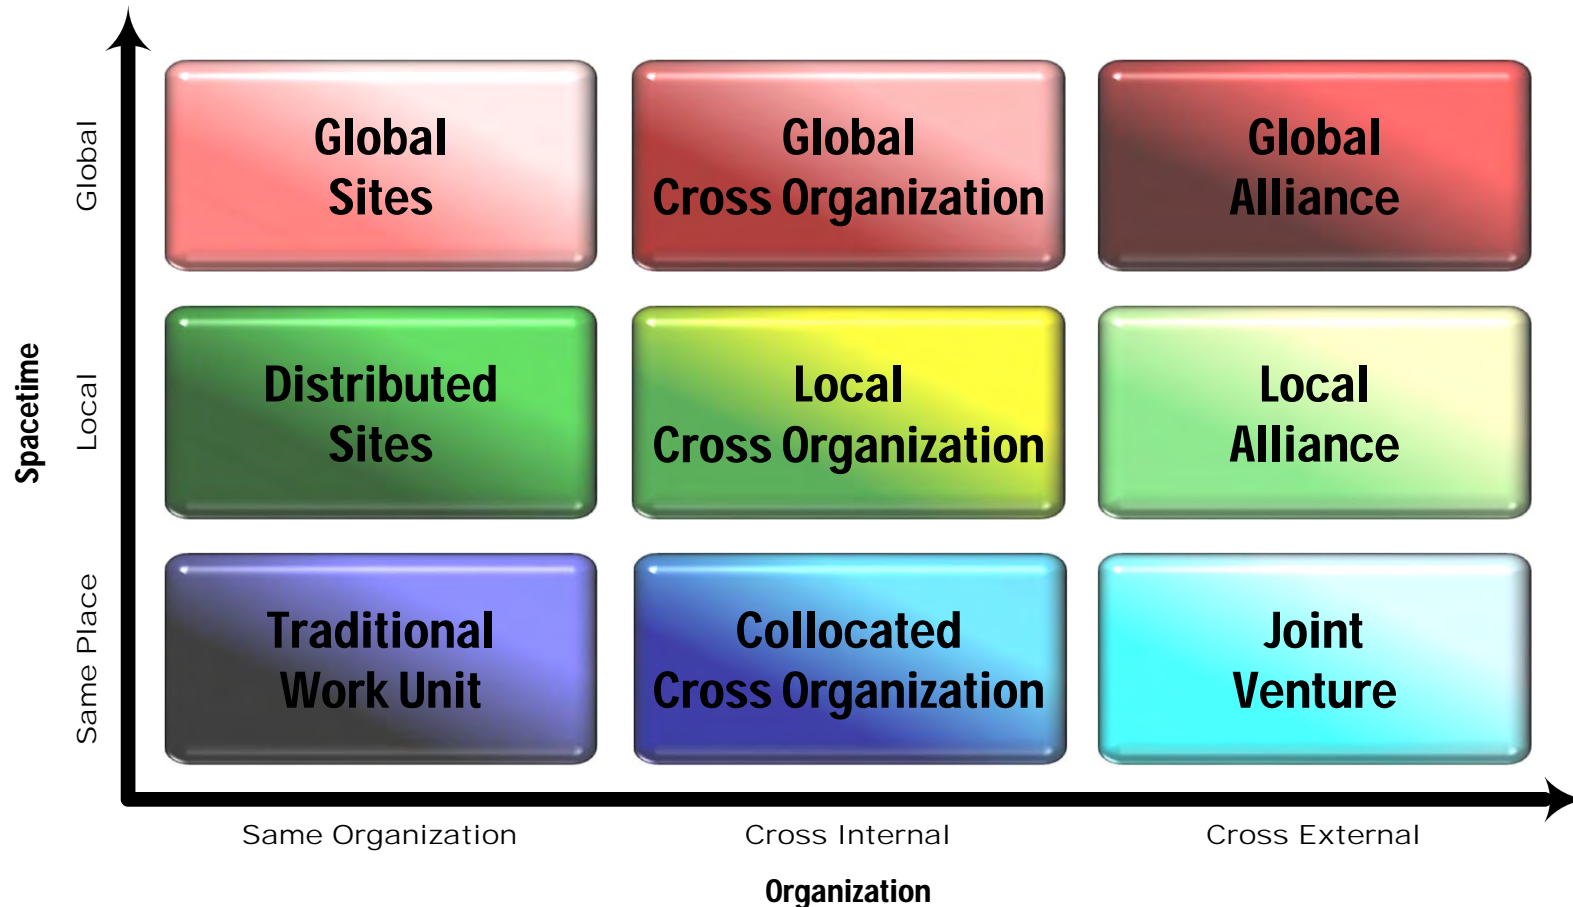 Global
Global
Sites
Global
Cross Organization
Global
Alliance
Spacetime
Local
Distributed
Sites
Local
Cross Organization
Local
Alliance
Same Place
Traditional
Work Unit
Collocated
Cross Organization
Joint
Venture
Same Organization
Cross Internal
Cross External
Organization